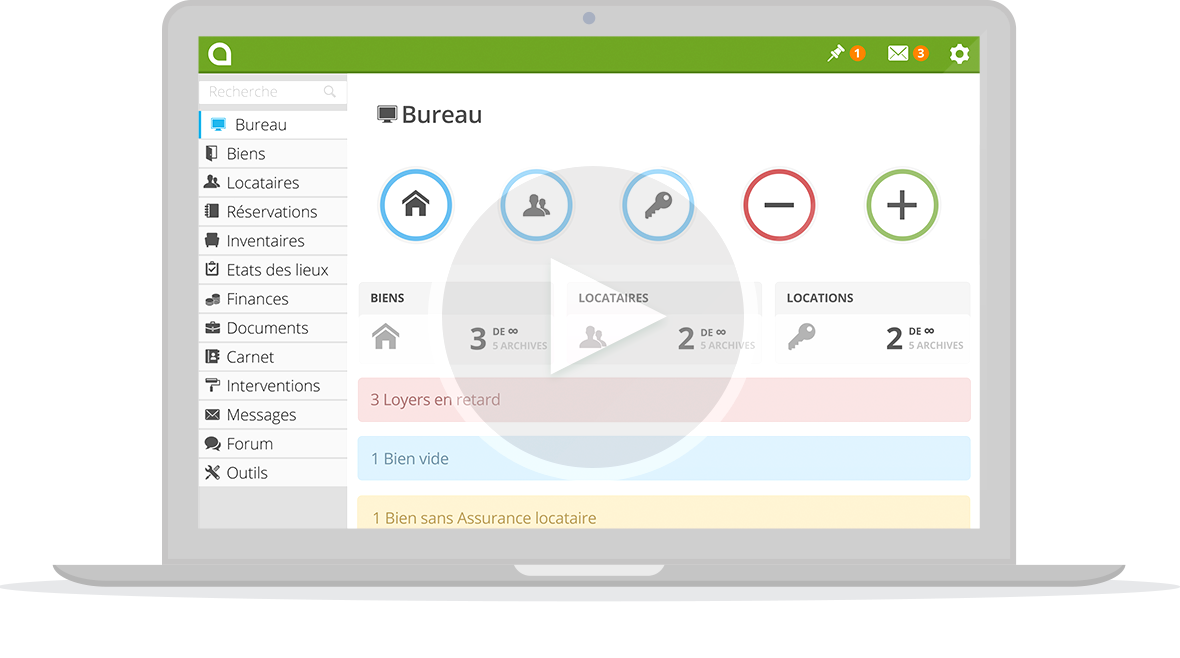 1
3
Recherche
Bureau
Biens
Locataires
Réservations
Inventaires
Etats des lieux
Finances
Documents
Carnet
Interventions
Messages
Forum
Outils
Bureau
BIENS
3 DE ∞
5 ARCHIVES
LOCATAIRES
2 DE ∞
5 ARCHIVES
LOCATIONS
2 DE ∞
5 ARCHIVES
3 Loyers en retard
1 Bien vide
1 Bien sans Assurance locataire